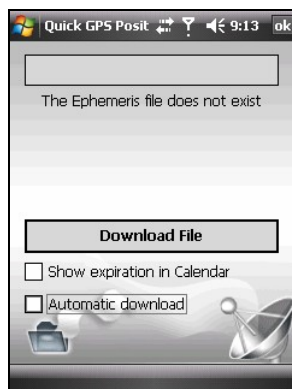 Quick GPS Posit 9:13 ok
The Ephemeris file does not exist
Download File
Show expiration in Calendar
Automatic download